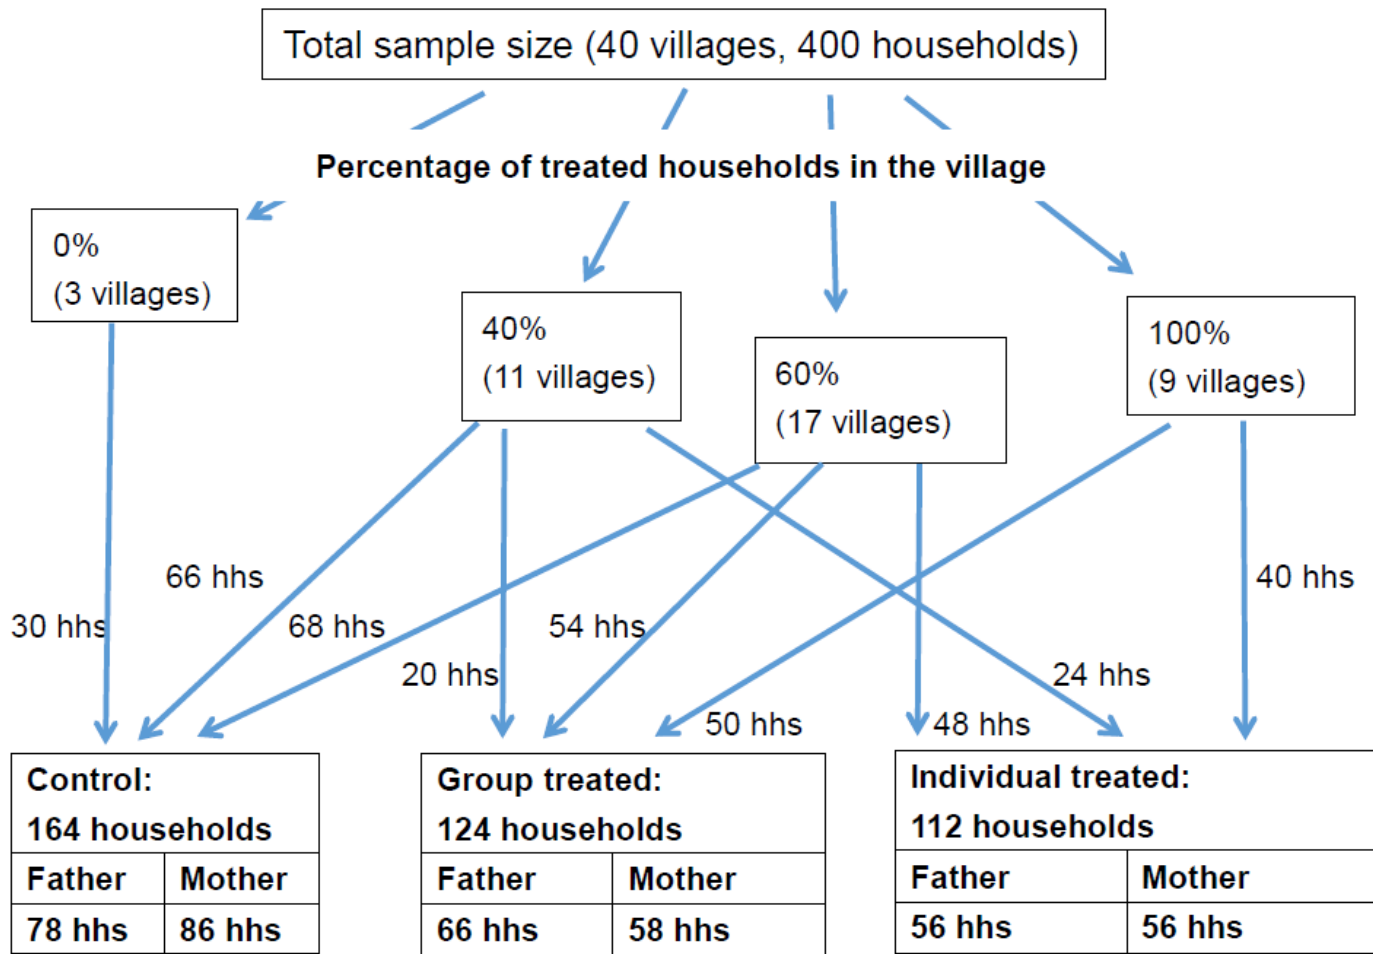 Total sample size (40 villages, 400 households)
Percentage of treated households in the village
0%
(3 villages)
40%
(11 villages)
60%
(17 villages)
100%
(9 villages)
66 hhs
40 hhs
30 hhs
68 hhs
54 hhs
20 hhs
24 hhs
50 hhs
48 hhs
Control:
164 households
Father Mother
78 hhs 86 hhs
Group treated:
124 households
Father Mother
66 hhs 58 hhs
Individual treated:
112 households
Father Mother
56 hhs 56 hhs